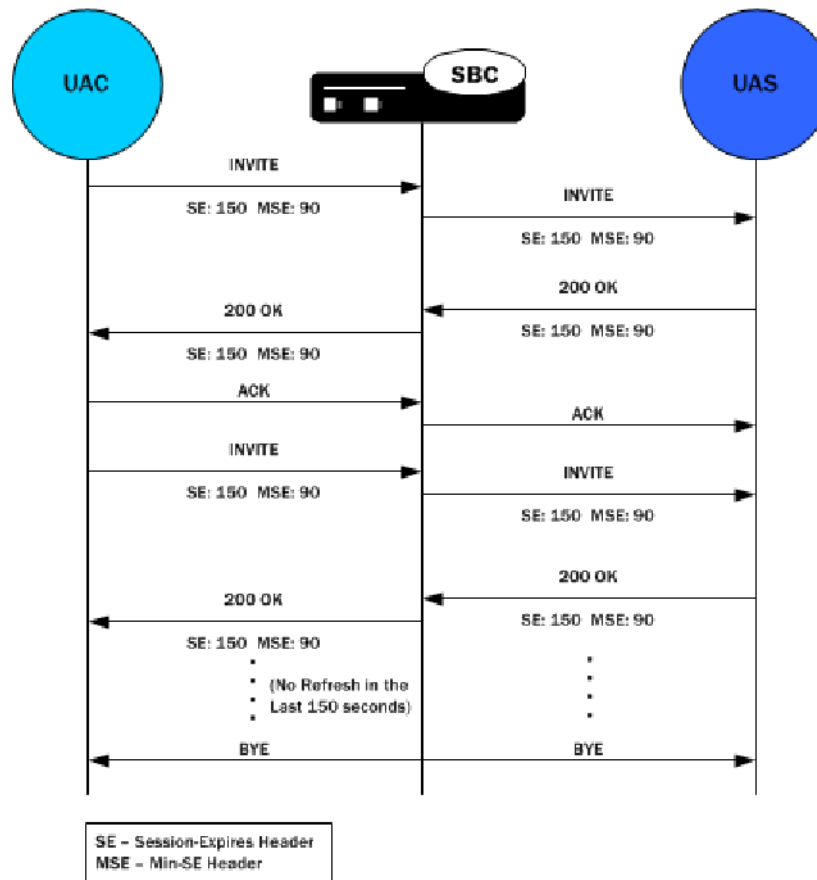 UAC
SBC
UAS
INVITE
SE: 150 MSE: 90
INVITE
SE: 150 MSE: 90
200 OK
SE: 150 MSE: 90
200 OK
SE: 150 MSE: 90
ACK
ACK
INVITE
SE: 150 MSE: 90
INVITE
SE: 150 MSE: 90
200 OK
SE: 150 MSE: 90
200 OK
SE: 150 MSE: 90
(No Refresh in the
Last 150 seconds)
BYE
BYE
SE – Session-Expires Header
MSE – Min-SE Header